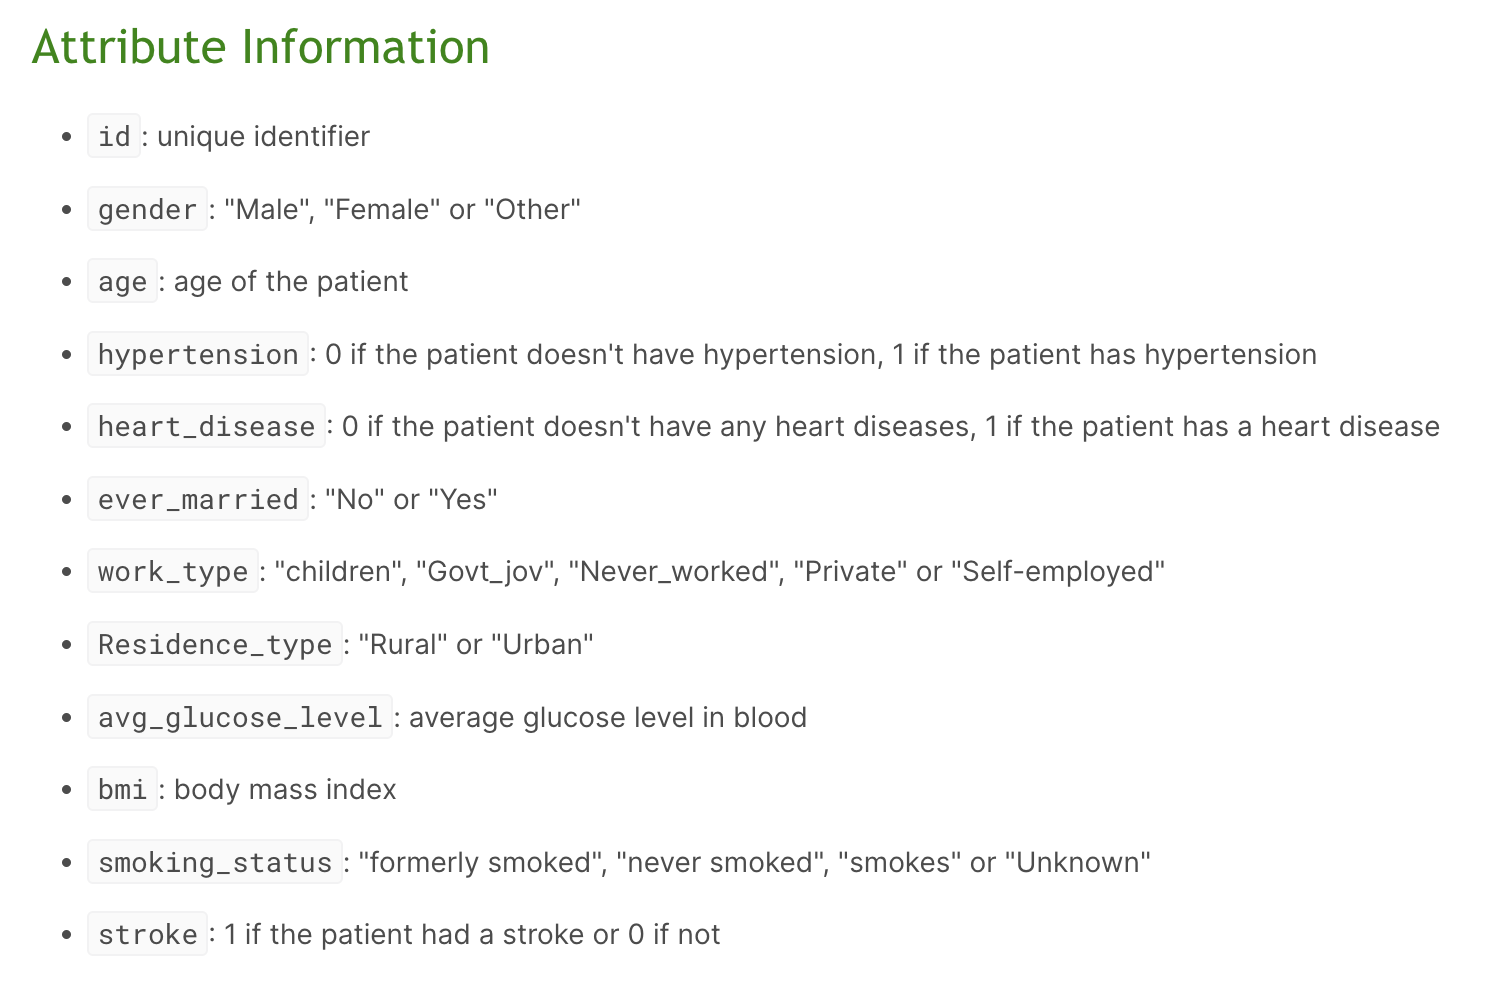 Attribute Information
• id: unique identifier
• gender: "Male", "Female" or "Other"
• age: age of the patient
• hypertension: 0 if the patient doesn't have hypertension, 1 if the patient has hypertension
• heart_disease: 0 if the patient doesn't have any heart diseases, 1 if the patient has a heart disease
• ever_married: "No" or "Yes"
• work_type: "children", "Govt_jov", "Never_worked", "Private" or "Self-employed"
• Residence_type: "Rural" or "Urban"
• avg_glucose_level: average glucose level in blood
• bmi: body mass index
• smoking_status: "formerly smoked", "never smoked", "smokes" or "Unknown"
• stroke: 1 if the patient had a stroke or 0 if not